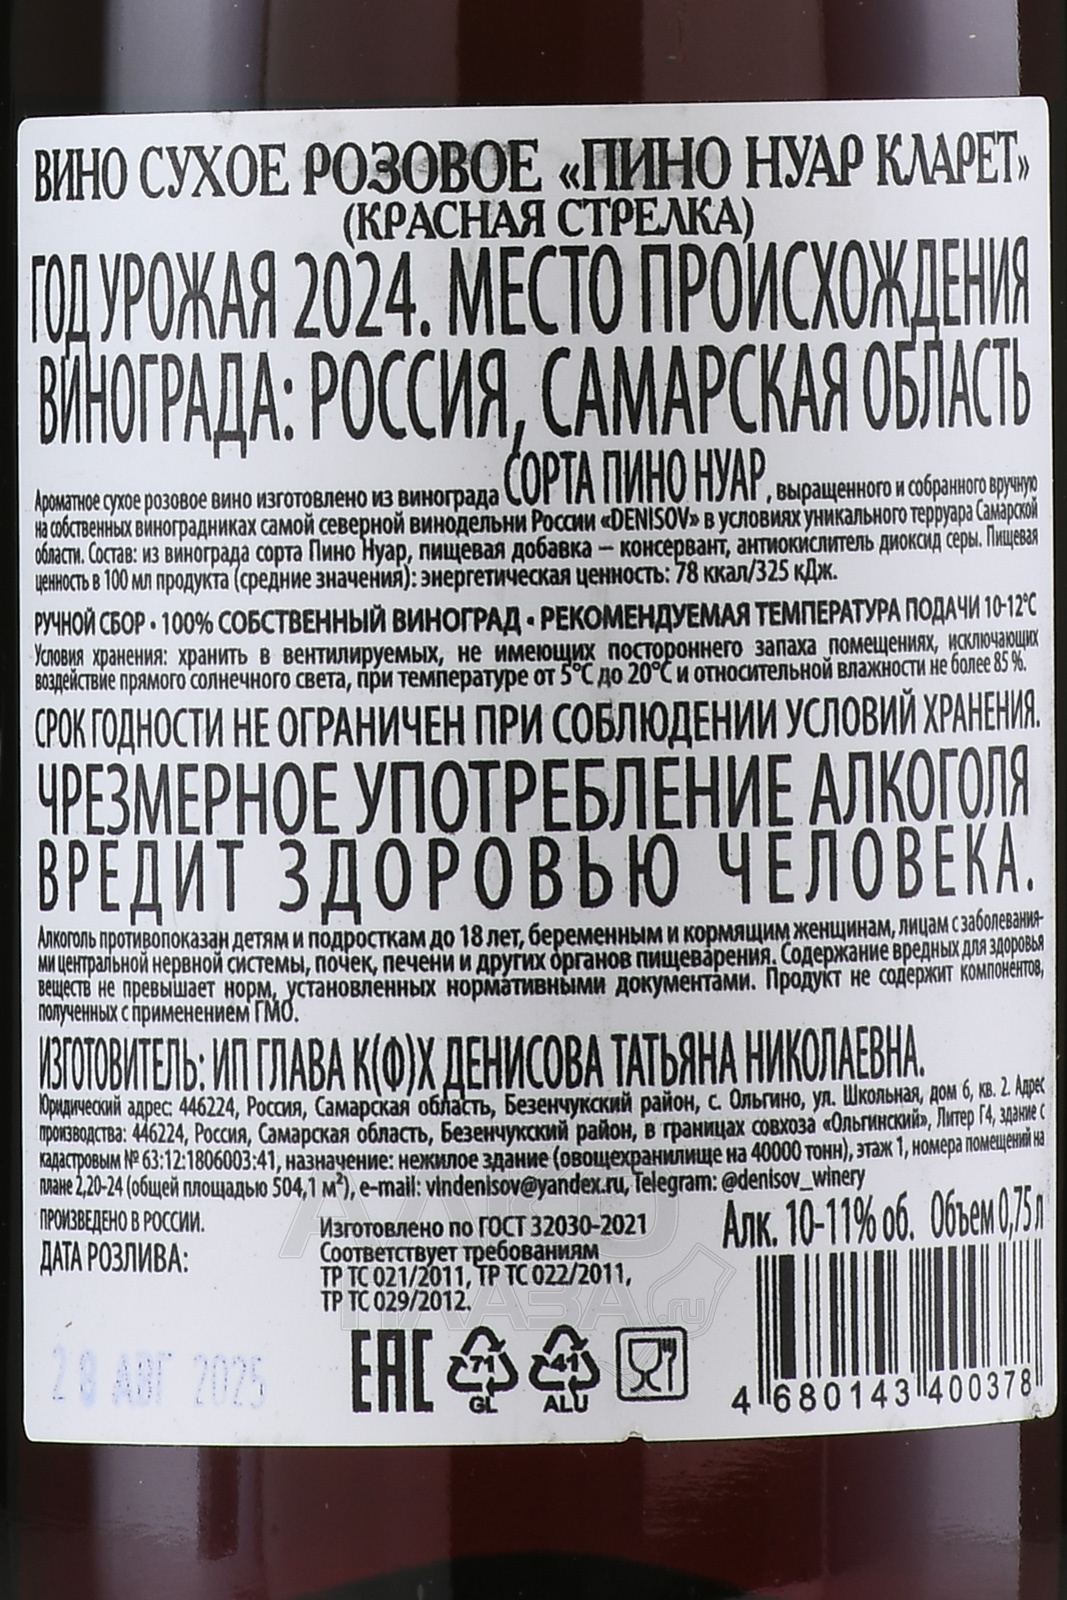 ВИНО СУХОЕ РОЗОВОЕ «ПИНО НУАР КЛАРЕТ»
(КРАСНАЯ СТРЕЛКА)
ГОД УРОЖАЯ 2024. МЕСТО ПРОИСХОЖДЕНИЯ
ВИНОГРАДА: РОССИЯ, САМАРСКАЯ ОБЛАСТЬ
Ароматное сухое розовое вино изготовлено из винограда СОРТА ПИНО НУАР, выращенного и собранного вручную
на собственных виноградниках самой северной винодельни России «DENISOV» в условиях уникального терруара Самарской
области. Состав: из винограда сорта Пино Нуар, пищевая добавка – консервант, антиокислитель диоксид серы. Пищевая
ценность в 100 мл продукта (средние значения): энергетическая ценность: 78 ккал/325 кДж.
РУЧНОЙ СБОР • 100% СОБСТВЕННЫЙ ВИНОГРАД • РЕКОМЕНДУЕМАЯ ТЕМПЕРАТУРА ПОДАЧИ 10-12°С
Условия хранения: хранить в вентилируемых, не имеющих постороннего запаха помещениях, исключающих
воздействие прямого солнечного света, при температуре от 5°С до 20°С и относительной влажности не более 85 %.
СРОК ГОДНОСТИ НЕ ОГРАНИЧЕН ПРИ СОБЛЮДЕНИИ УСЛОВИЙ ХРАНЕНИЯ.
ЧРЕЗМЕРНОЕ УПОТРЕБЛЕНИЕ АЛКОГОЛЯ
ВРЕДИТ ЗДОРОВЬЮ ЧЕЛОВЕКА.
Алкоголь противопоказан детям и подросткам до 18 лет, беременным и кормящим женщинам, лицам с заболевания-
ми центральной нервной системы, почек, печени и других органов пищеварения. Содержание вредных для здоровья
веществ не превышает норм, установленных нормативными документами. Продукт не содержит компонентов,
полученных с применением ГМО.
ИЗГОТОВИТЕЛЬ: ИП ГЛАВА К(Ф)Х ДЕНИСОВА ТАТЬЯНА НИКОЛАЕВНА.
Юридический адрес: 446224, Россия, Самарская область, Безенчукский район, с. Ольгино, ул. Школьная, дом 6, кв. 2. Адрес
производства: 446224, Россия, Самарская область, Безенчукский район, в границах совхоза «Ольгинский», Литер Г4, здание с
кадастровым № 63:12:1806003:41, назначение: нежилое здание (овощехранилище на 40000 тонн), этаж 1, номера помещений на
плане 2,20-24 (общей площадью 504,1 м²), e-mail: vindenisov@yandex.ru, Telegram: @denisov_winery
ПРОИЗВЕДЕНО В РОССИИ.
ДАТА РОЗЛИВА:
28 АВГ 2025
Изготовлено по ГОСТ 32030-2021
Соответствует требованиям
ТР ТС 021/2011, ТР ТС 022/2011,
ТР ТС 029/2012.
Алк. 10-11% об. Объем 0,75 л
ЕАС
71
GL
41
ALU
4 680143 400378
АЛКО
ПЛАЗА.ru